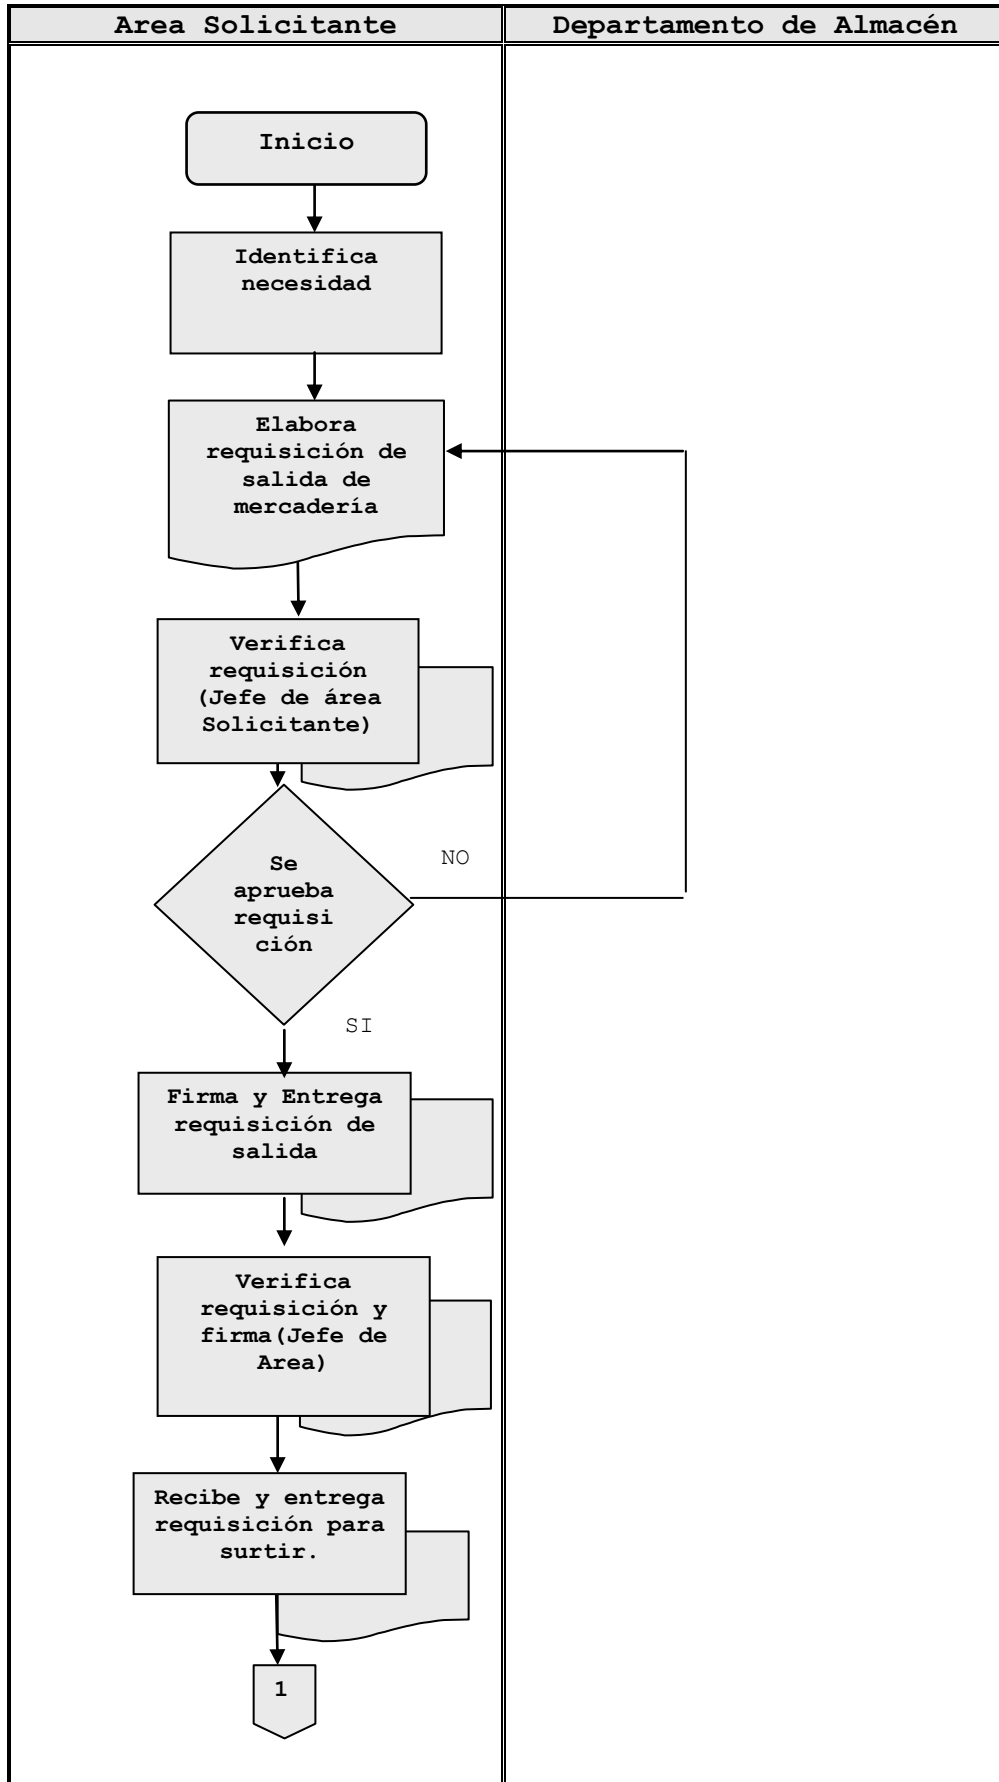 Area Solicitante
Departamento de Almacén
Inicio
Identifica
necesidad
Elabora
requisición de
salida de
mercadería
Verifica
requisición
(Jefe de área
Solicitante)
Se
aprueba
requisi
ción
NO
SI
Firma y Entrega
requisición de
salida
Verifica
requisición y
firma(Jefe de
Area)
Recibe y entrega
requisición para
surtir.
1